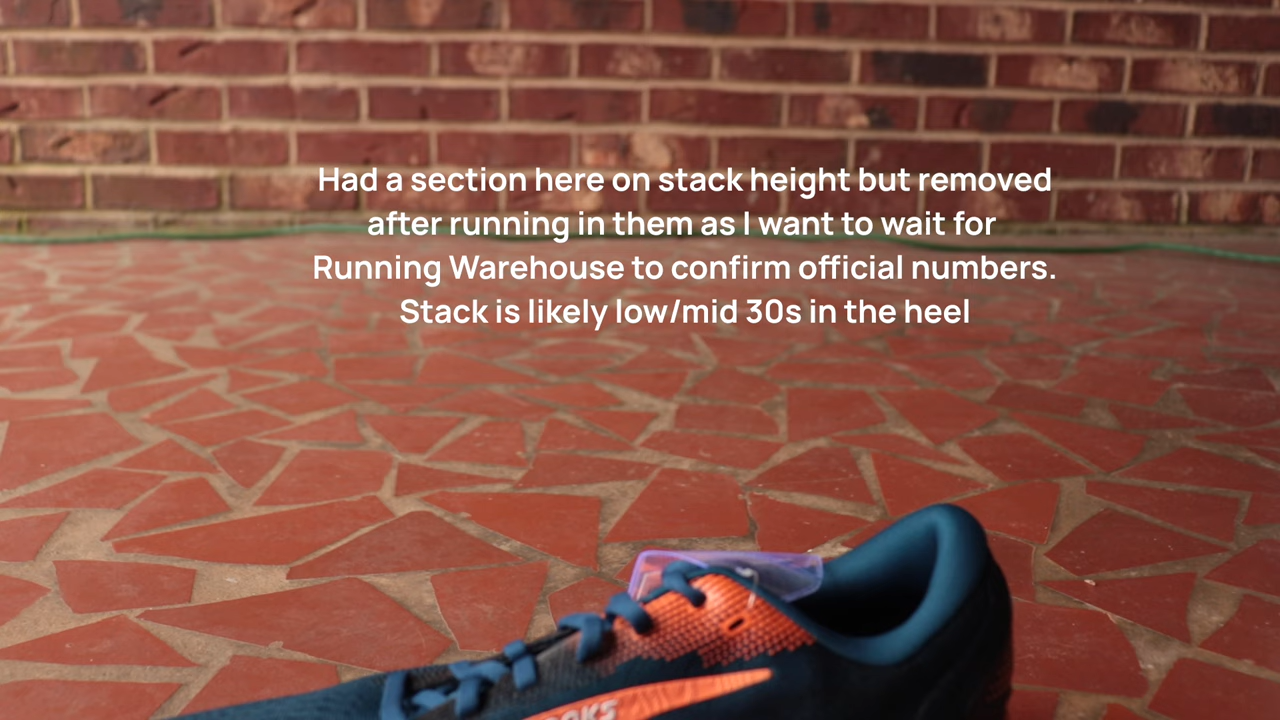 Had a section here on stack height but removed
after running in them as I want to wait for
Running Warehouse to confirm official numbers.
Stack is likely low/mid 30s in the heel